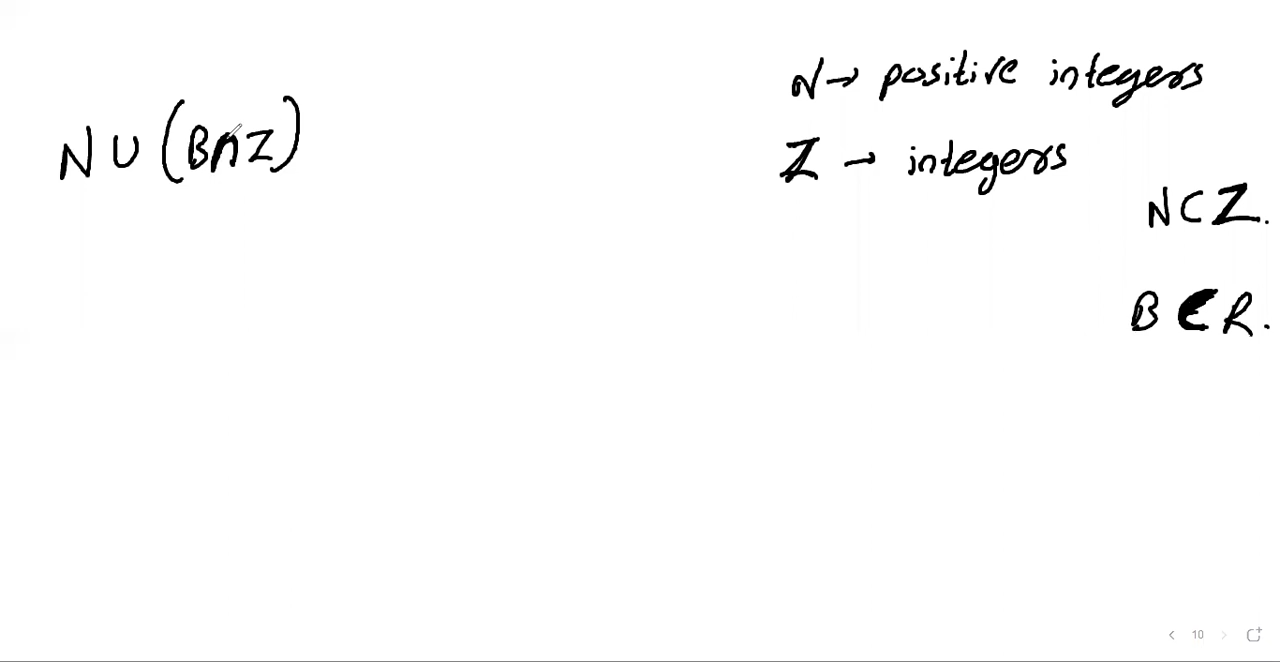 N → positive integers
N ∪ (B∩Z)
Z → integers
N ⊂ Z.
B ⊂ R.
10